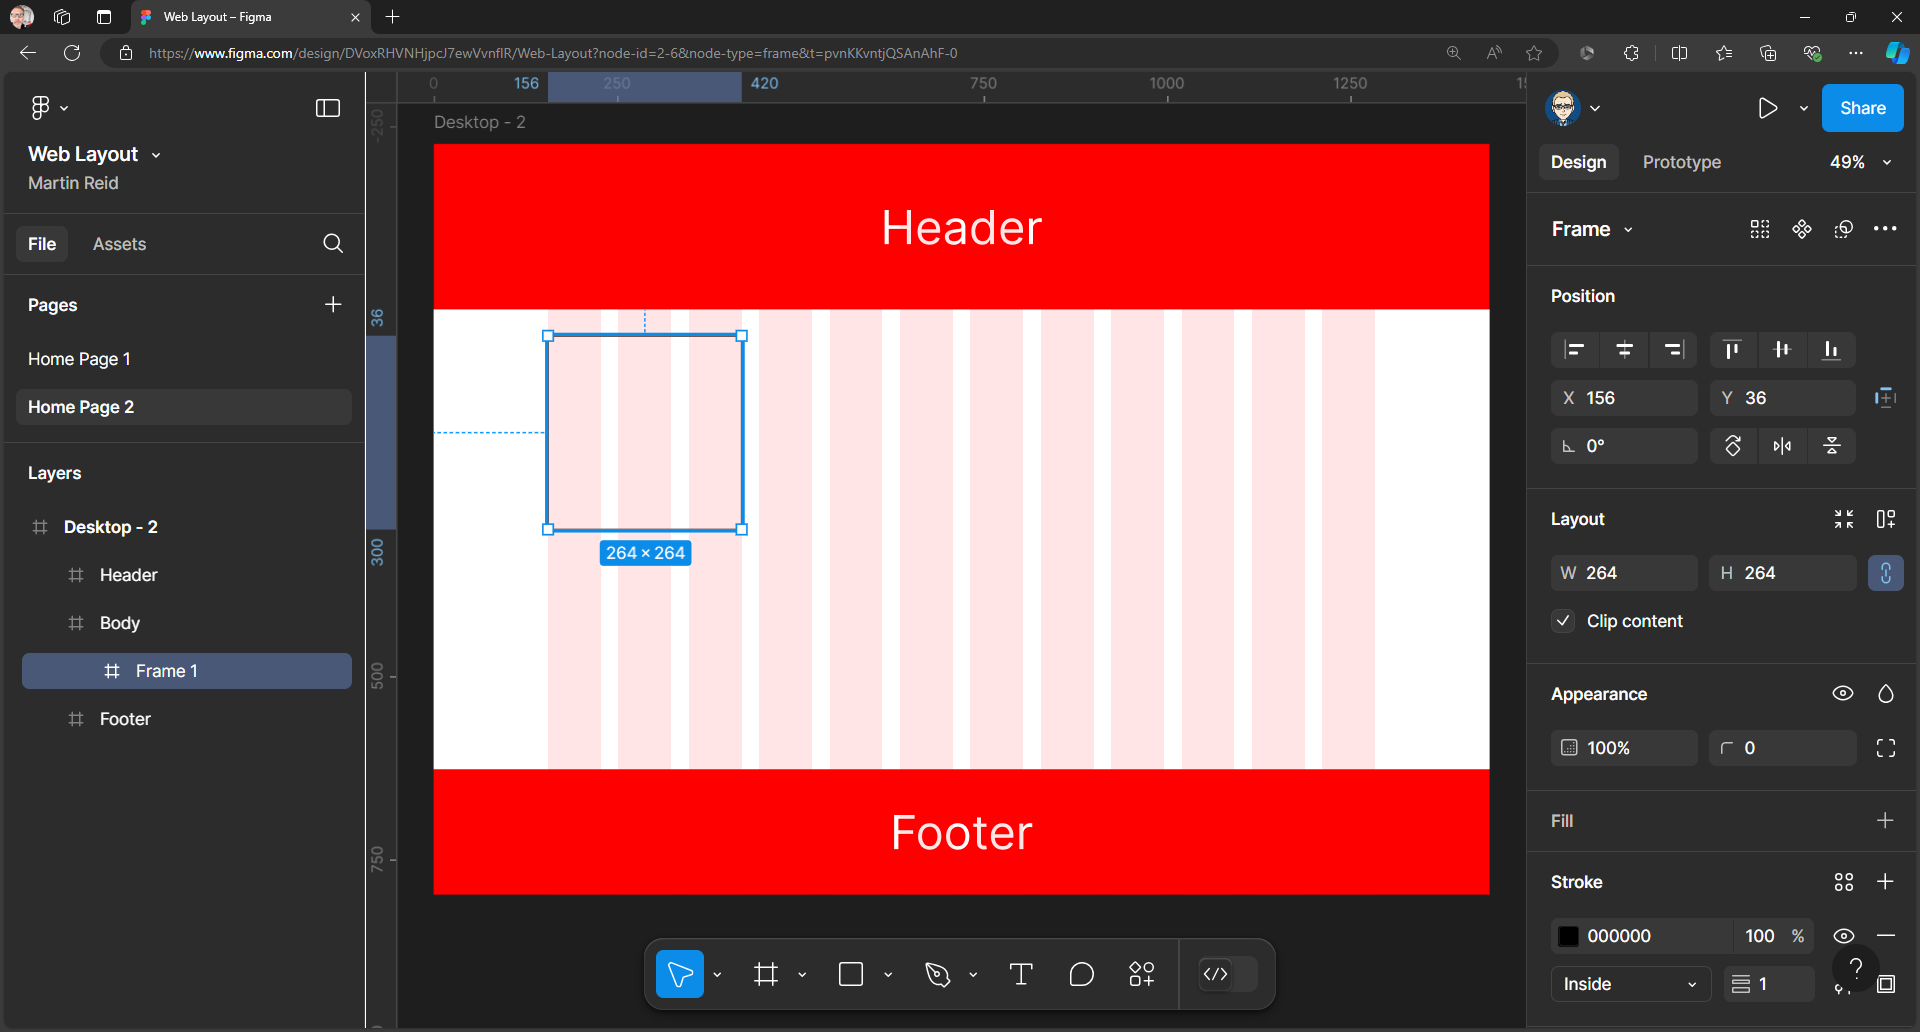 Web Layout – Figma
https://www.figma.com/design/DVoxRHVNHjpcJ7ewVvnflR/Web-Layout?node-id=2-6&node-type=frame&t=pvnKKvntjQSAnAhF-0
Web Layout
Martin Reid
File
Assets
Pages
Home Page 1
Home Page 2
Layers
Desktop - 2
Header
Body
Frame 1
Footer
0
156
250
420
750
1000
1250
-250
36
300
500
750
Desktop - 2
Header
264 × 264
Footer
Share
Design
Prototype
49%
Frame
Position
X 156
Y 36
0°
Layout
W 264
H 264
Clip content
Appearance
100%
0
Fill
Stroke
000000
100 %
Inside
1
?